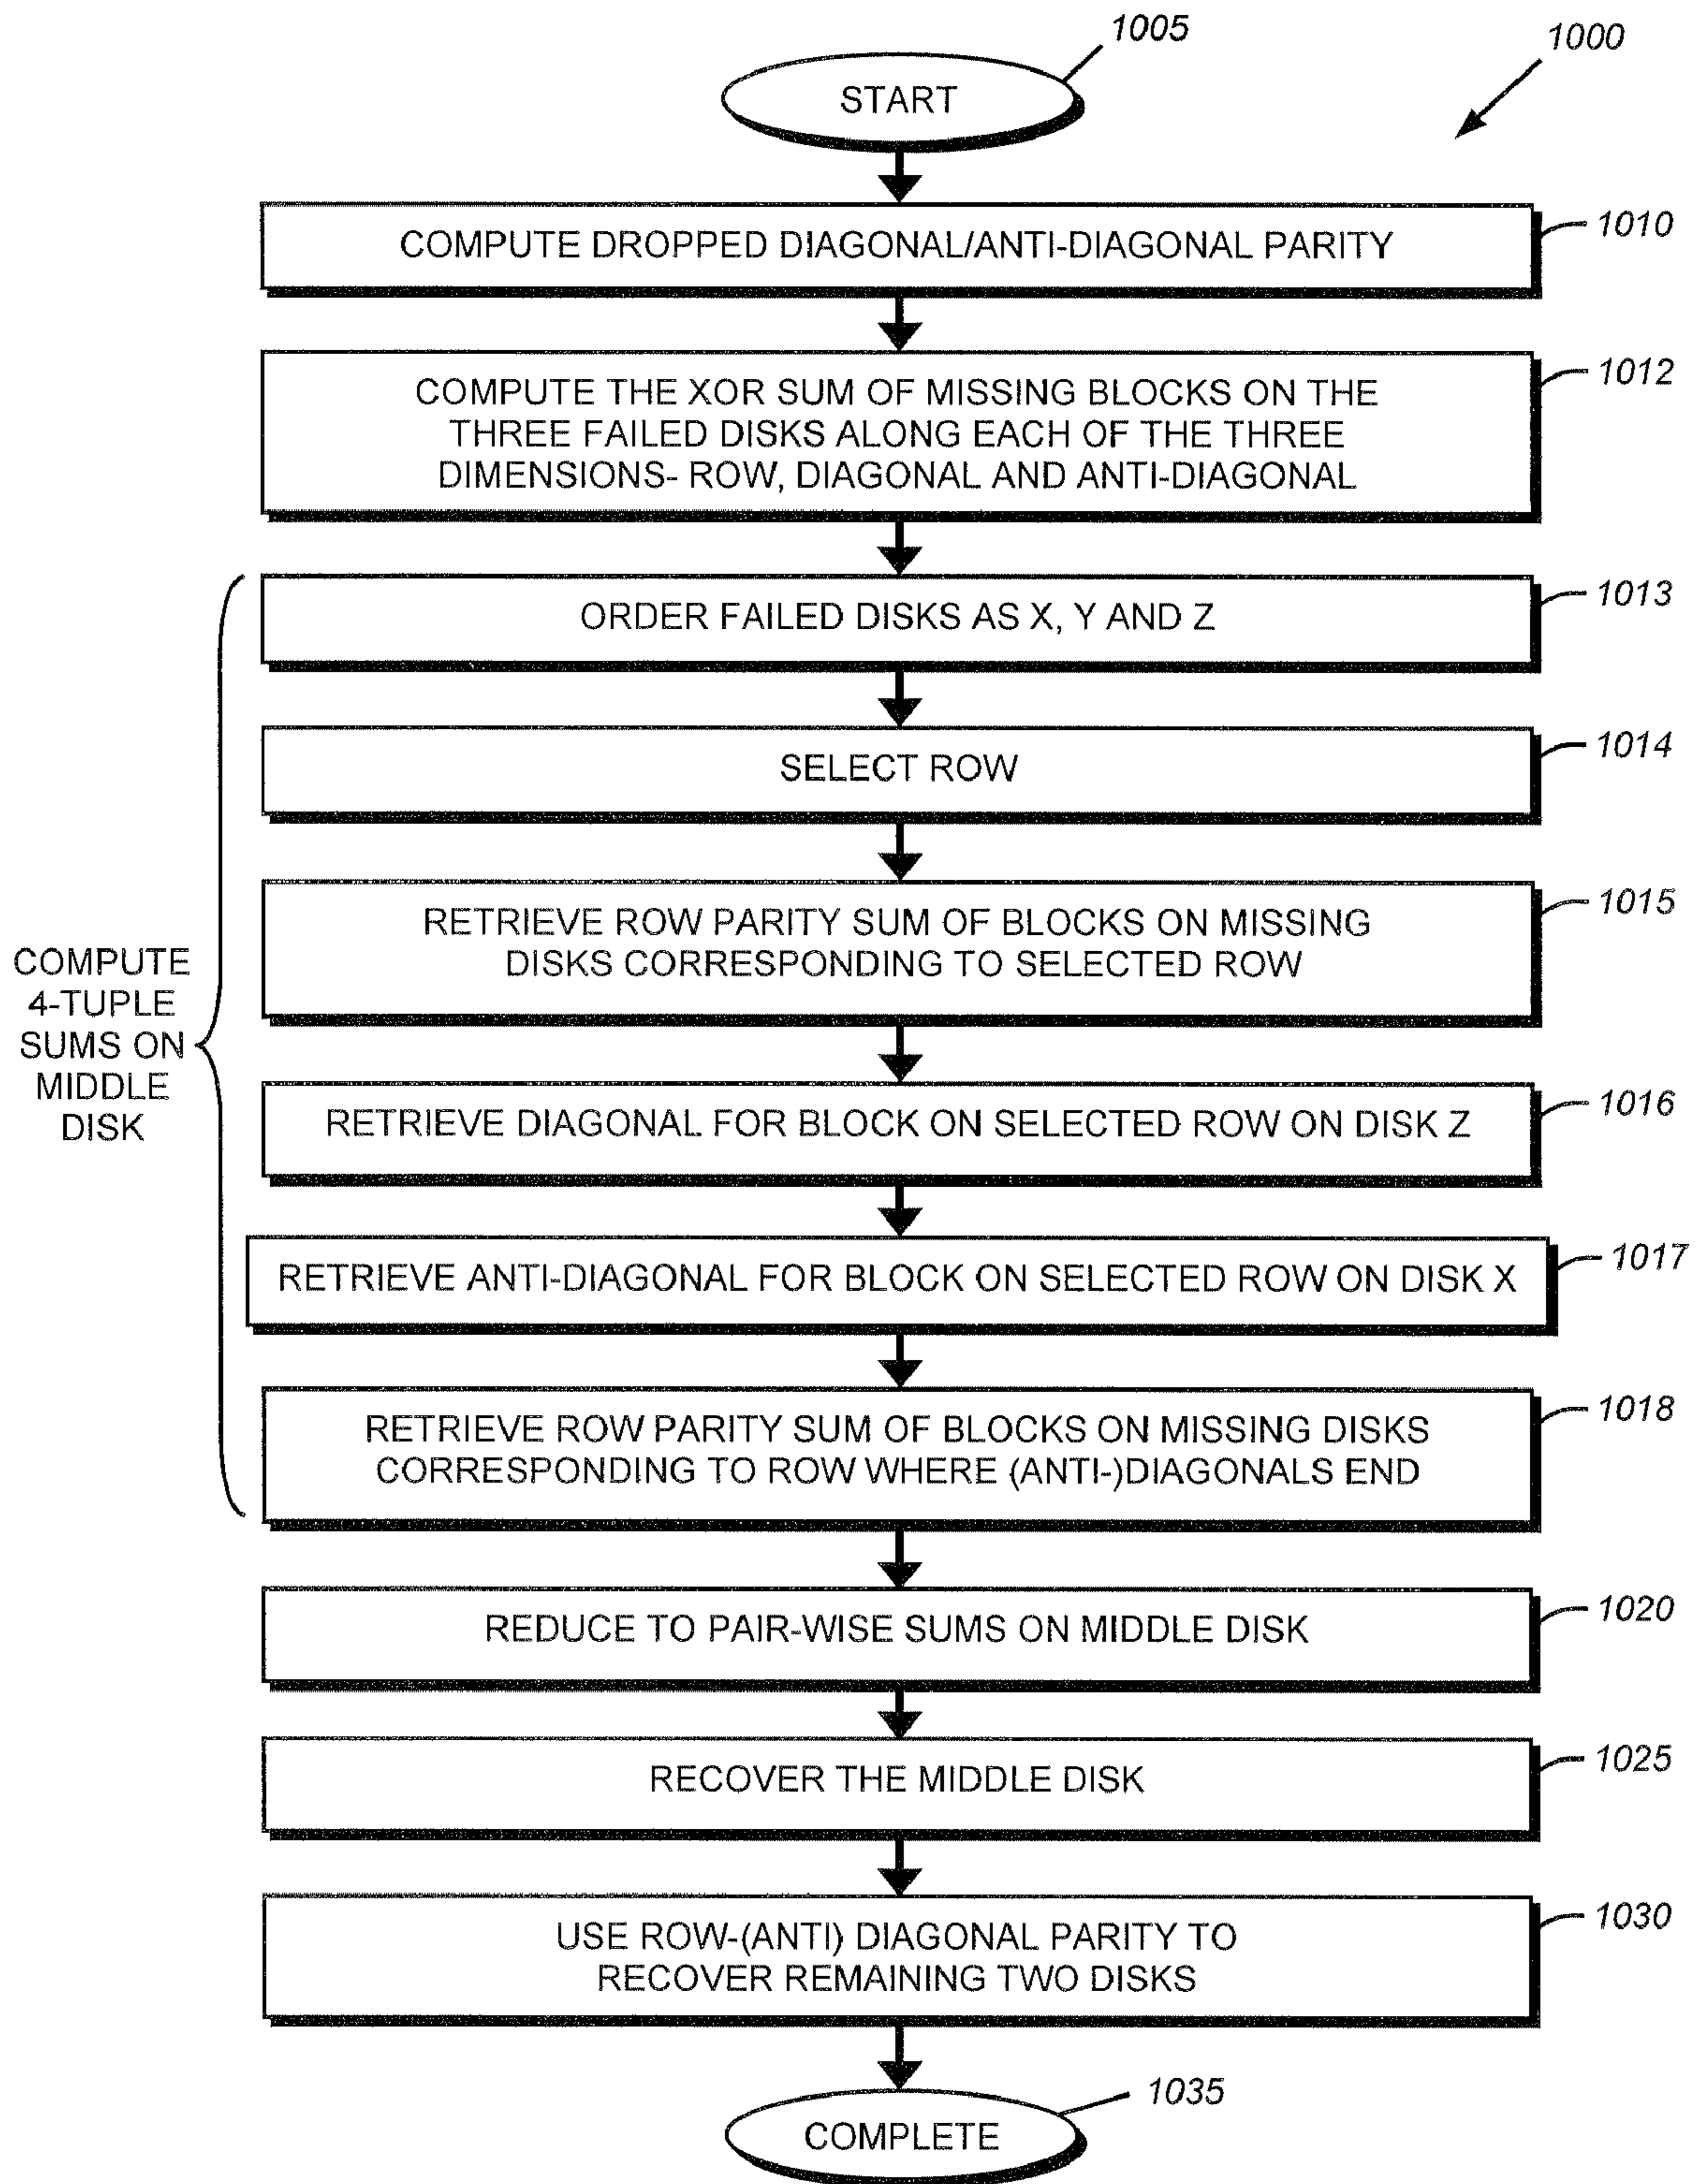 1005
1000
START
COMPUTE DROPPED DIAGONAL/ANTI-DIAGONAL PARITY
1010
COMPUTE THE XOR SUM OF MISSING BLOCKS ON THE
THREE FAILED DISKS ALONG EACH OF THE THREE
DIMENSIONS- ROW, DIAGONAL AND ANTI-DIAGONAL
1012
COMPUTE
4-TUPLE
SUMS ON
MIDDLE
DISK
ORDER FAILED DISKS AS X, Y AND Z
1013
SELECT ROW
1014
RETRIEVE ROW PARITY SUM OF BLOCKS ON MISSING
DISKS CORRESPONDING TO SELECTED ROW
1015
RETRIEVE DIAGONAL FOR BLOCK ON SELECTED ROW ON DISK Z
1016
RETRIEVE ANTI-DIAGONAL FOR BLOCK ON SELECTED ROW ON DISK X
1017
RETRIEVE ROW PARITY SUM OF BLOCKS ON MISSING DISKS
CORRESPONDING TO ROW WHERE (ANTI-)DIAGONALS END
1018
REDUCE TO PAIR-WISE SUMS ON MIDDLE DISK
1020
RECOVER THE MIDDLE DISK
1025
USE ROW-(ANTI) DIAGONAL PARITY TO
RECOVER REMAINING TWO DISKS
1030
COMPLETE
1035